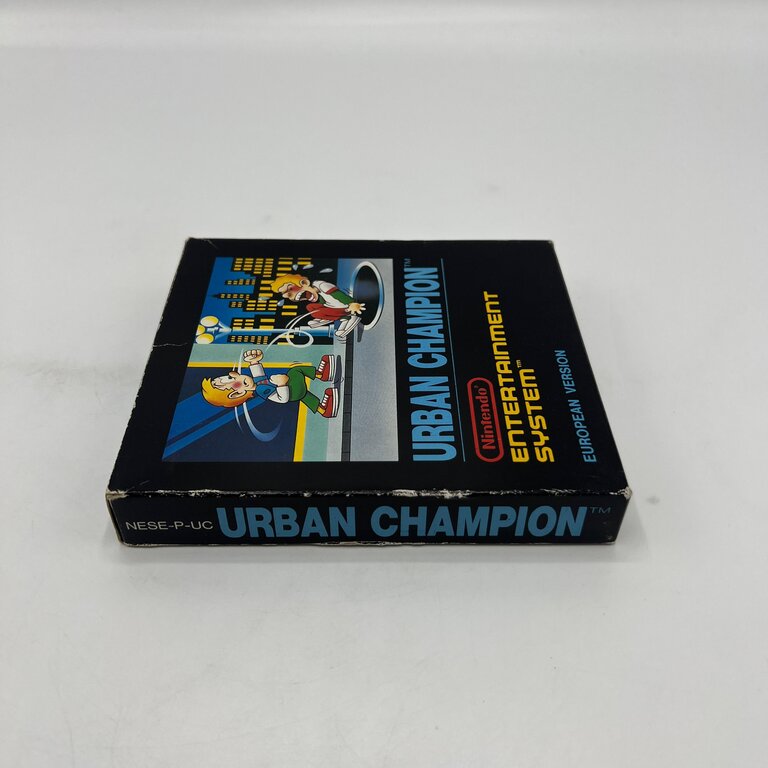 URBAN CHAMPION™
Nintendo®
ENTERTAINMENT
SYSTEM™
EUROPEAN VERSION
NESE-P-UC URBAN CHAMPION™